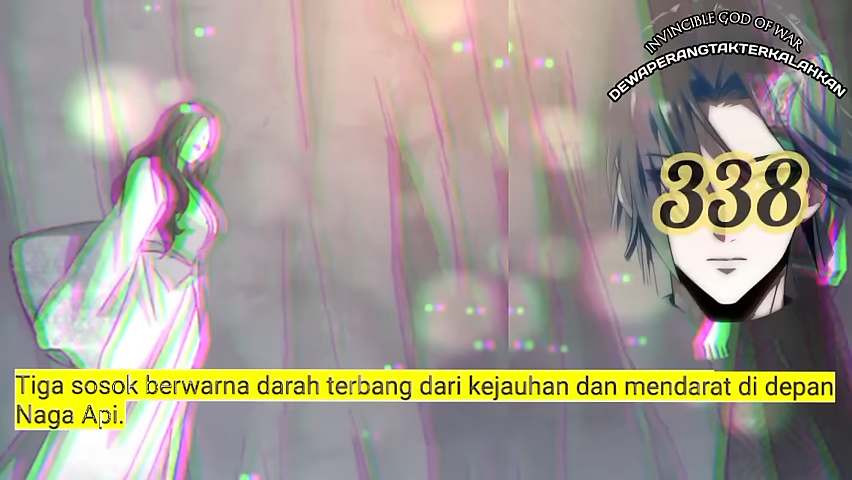 INVINCIBLE GOD OF WAR
DEWAPERANGTAKTERKALAHKAN
338
Tiga sosok berwarna darah terbang dari kejauhan dan mendarat di depan
Naga Api.